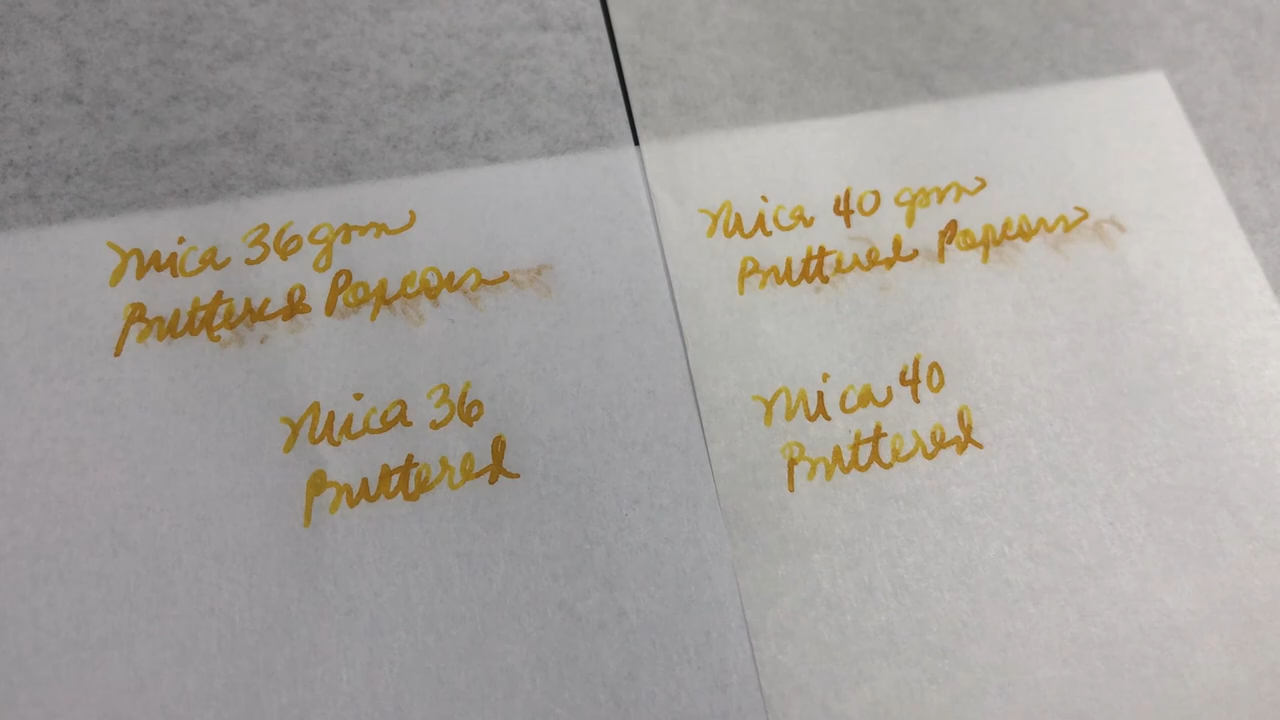 Mica 36 gsm
Buttered Popcorn
Mica 36
Buttered
Mica 40 gsm
Buttered Popcorn
Mica 40
Buttered